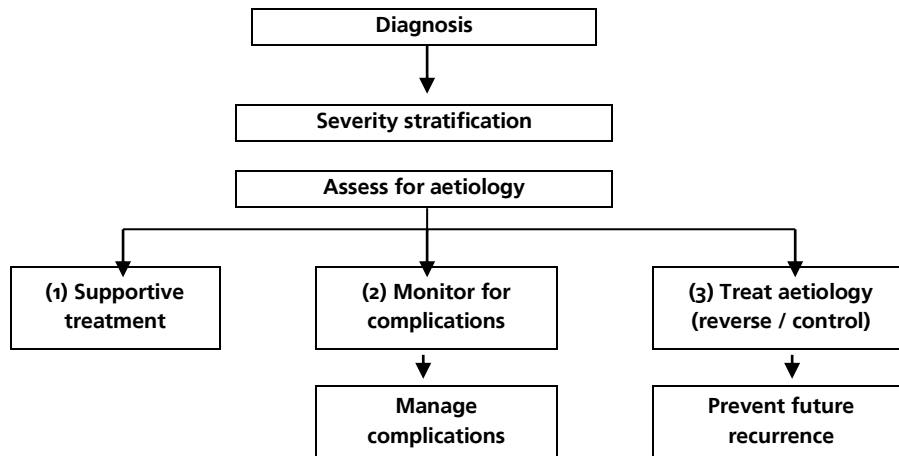 Diagnosis
Severity stratification
Assess for aetiology
(1) Supportive
treatment
(2) Monitor for
complications
(3) Treat aetiology
(reverse / control)
Manage
complications
Prevent future
recurrence